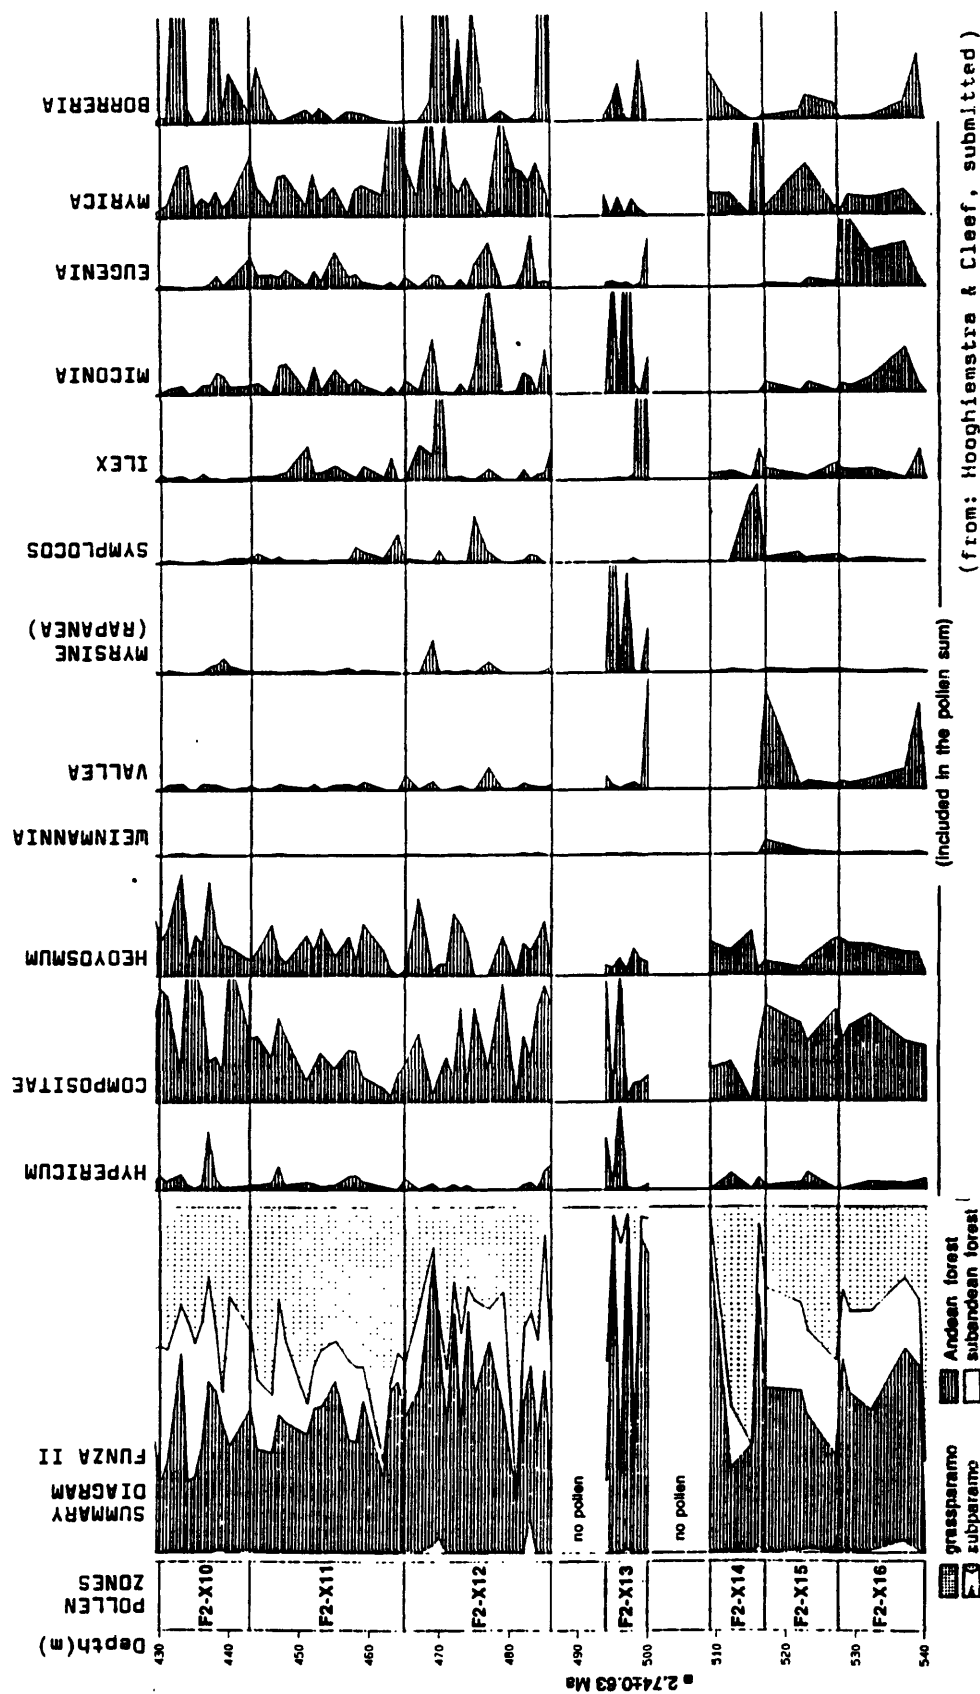 Depth(m)
POLLEN
ZONES
SUMMARY
DIAGRAM
FUNZA II
HYPERICUM
COMPOSITAE
HEDYOSMUM
WEINMANNIA
VALLEA
MYRSINE
(RAPANEA)
SYMPLOCOS
ILEX
MICONIA
EUGENIA
MYRICA
BORRERIA
430
440
450
460
470
480
490
500
510
520
530
540
2.74±0.63 Ma
F2-X10
F2-X11
F2-X12
F2-X13
F2-X14
F2-X15
F2-X16
no pollen
no pollen
grassparamo
subparamo
Andean forest
subandean forest
(included in the pollen sum)
(from: Hooghiemstra & Cleef, submitted)